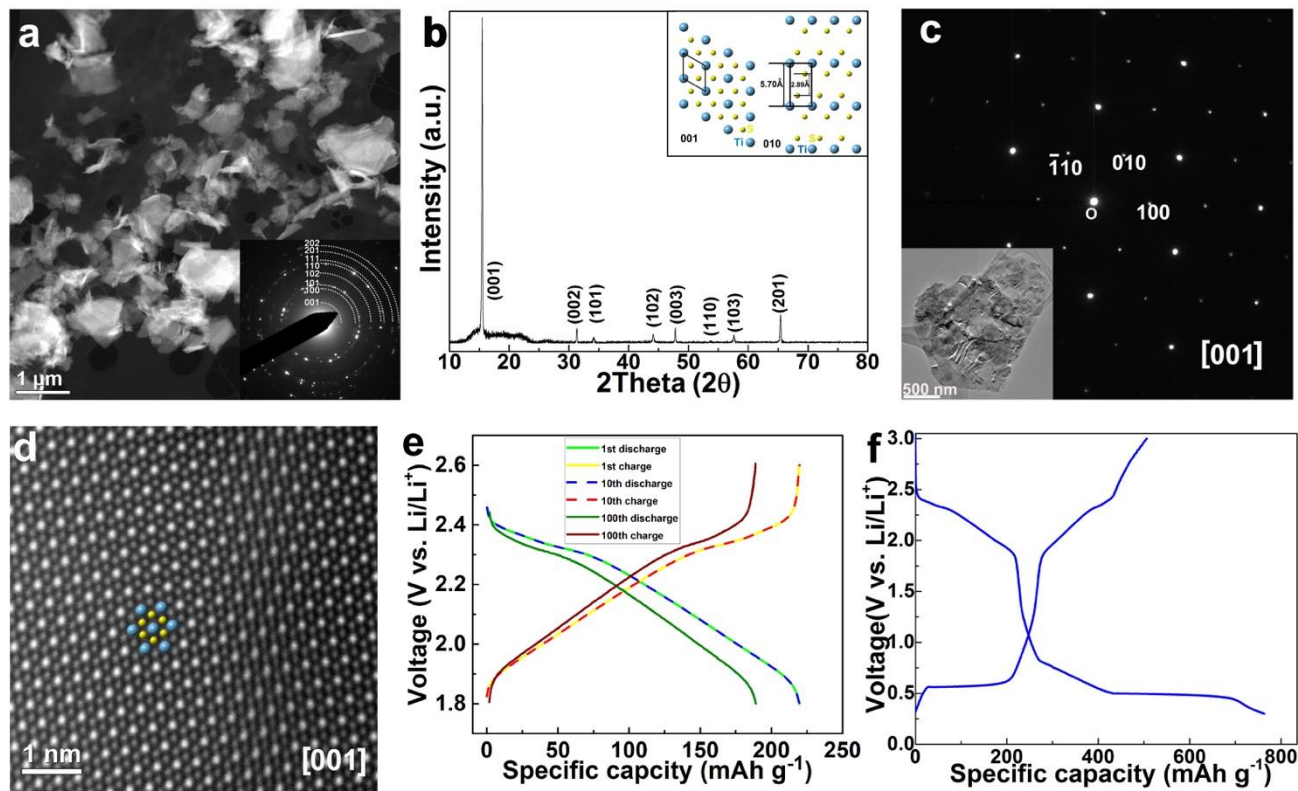 a
202
201
111
110
102
101
100
001
1 µm
b
Intensity (a.u.)
(001)
(002)
(101)
(102)
(003)
(110)
(103)
(201)
5.70Å
2.89Å
S
001
Ti
010
S
Ti
10 20 30 40 50 60 70 80
2Theta (2θ)
c
1̄10
010
O
100
500 nm
[001]
d
1 nm
[001]
e
Voltage (V vs. Li/Li⁺)
2.6
2.4
2.2
2.0
1.8
1st discharge
1st charge
10th discharge
10th charge
100th discharge
100th charge
0 50 100 150 200 250
Specific capcity (mAh g⁻¹)
f
Voltage(V vs. Li/Li⁺)
3.0
2.5
2.0
1.5
1.0
0.5
0.0
0 200 400 600 800
Specific capacity (mAh g⁻¹)